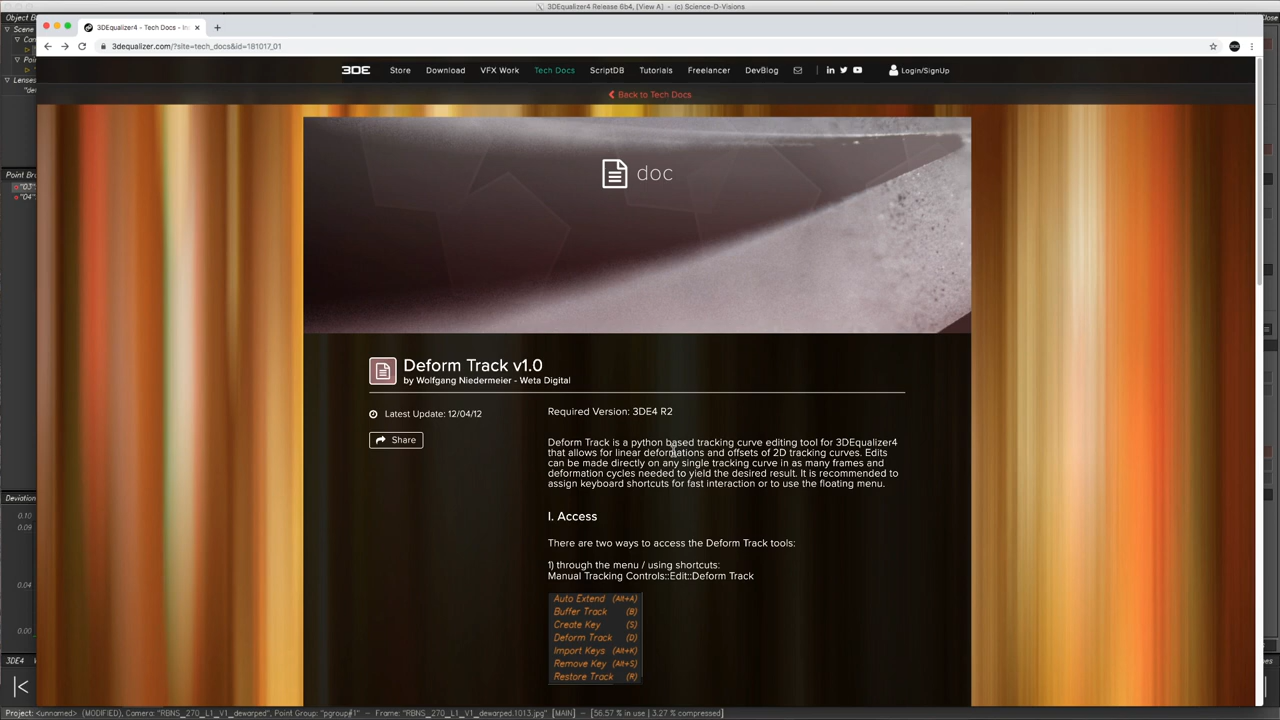 3DEqualizer4 Release 6b4, [View A] - (c) Science-D-Visions
Object B
Close
3DEqualizer4 - Tech Docs - In
3dequalizer.com/?site=tech_docs&id=181017_01
3DE
Store
Download
VFX Work
Tech Docs
ScriptDB
Tutorials
Freelancer
DevBlog
Login/SignUp
Back to Tech Docs
Scene
Point Br
"03"
"04"
doc
Deform Track v1.0
by Wolfgang Niedermeier - Weta Digital
Latest Update: 12/04/12
Share
Required Version: 3DE4 R2
Deform Track is a python based tracking curve editing tool for 3DEqualizer4
that allows for linear deformations and offsets of 2D tracking curves. Edits
can be made directly on any single tracking curve in as many frames and
deformation cycles needed to yield the desired result. It is recommended to
assign keyboard shortcuts for fast interaction or to use the floating menu.
I. Access
There are two ways to access the Deform Track tools:
1) through the menu / using shortcuts:
Manual Tracking Controls::Edit::Deform Track
Auto Extend (Alt+A)
Buffer Track (B)
Create Key (S)
Deform Track (D)
Import Keys (Alt+K)
Remove Key (Alt+S)
Restore Track (R)
Deviation
0.10
0.09
0.04
0.00
3DE4
Project: <unnamed> (MODIFIED), Camera: "RBNS_270_L1_V1_dewarped", Point Group: "pgroup#1" - Frame: "RBNS_270_L1_V1_dewarped.1013.jpg" [MAIN] - [56.57 % in use | 3.27 % compressed]